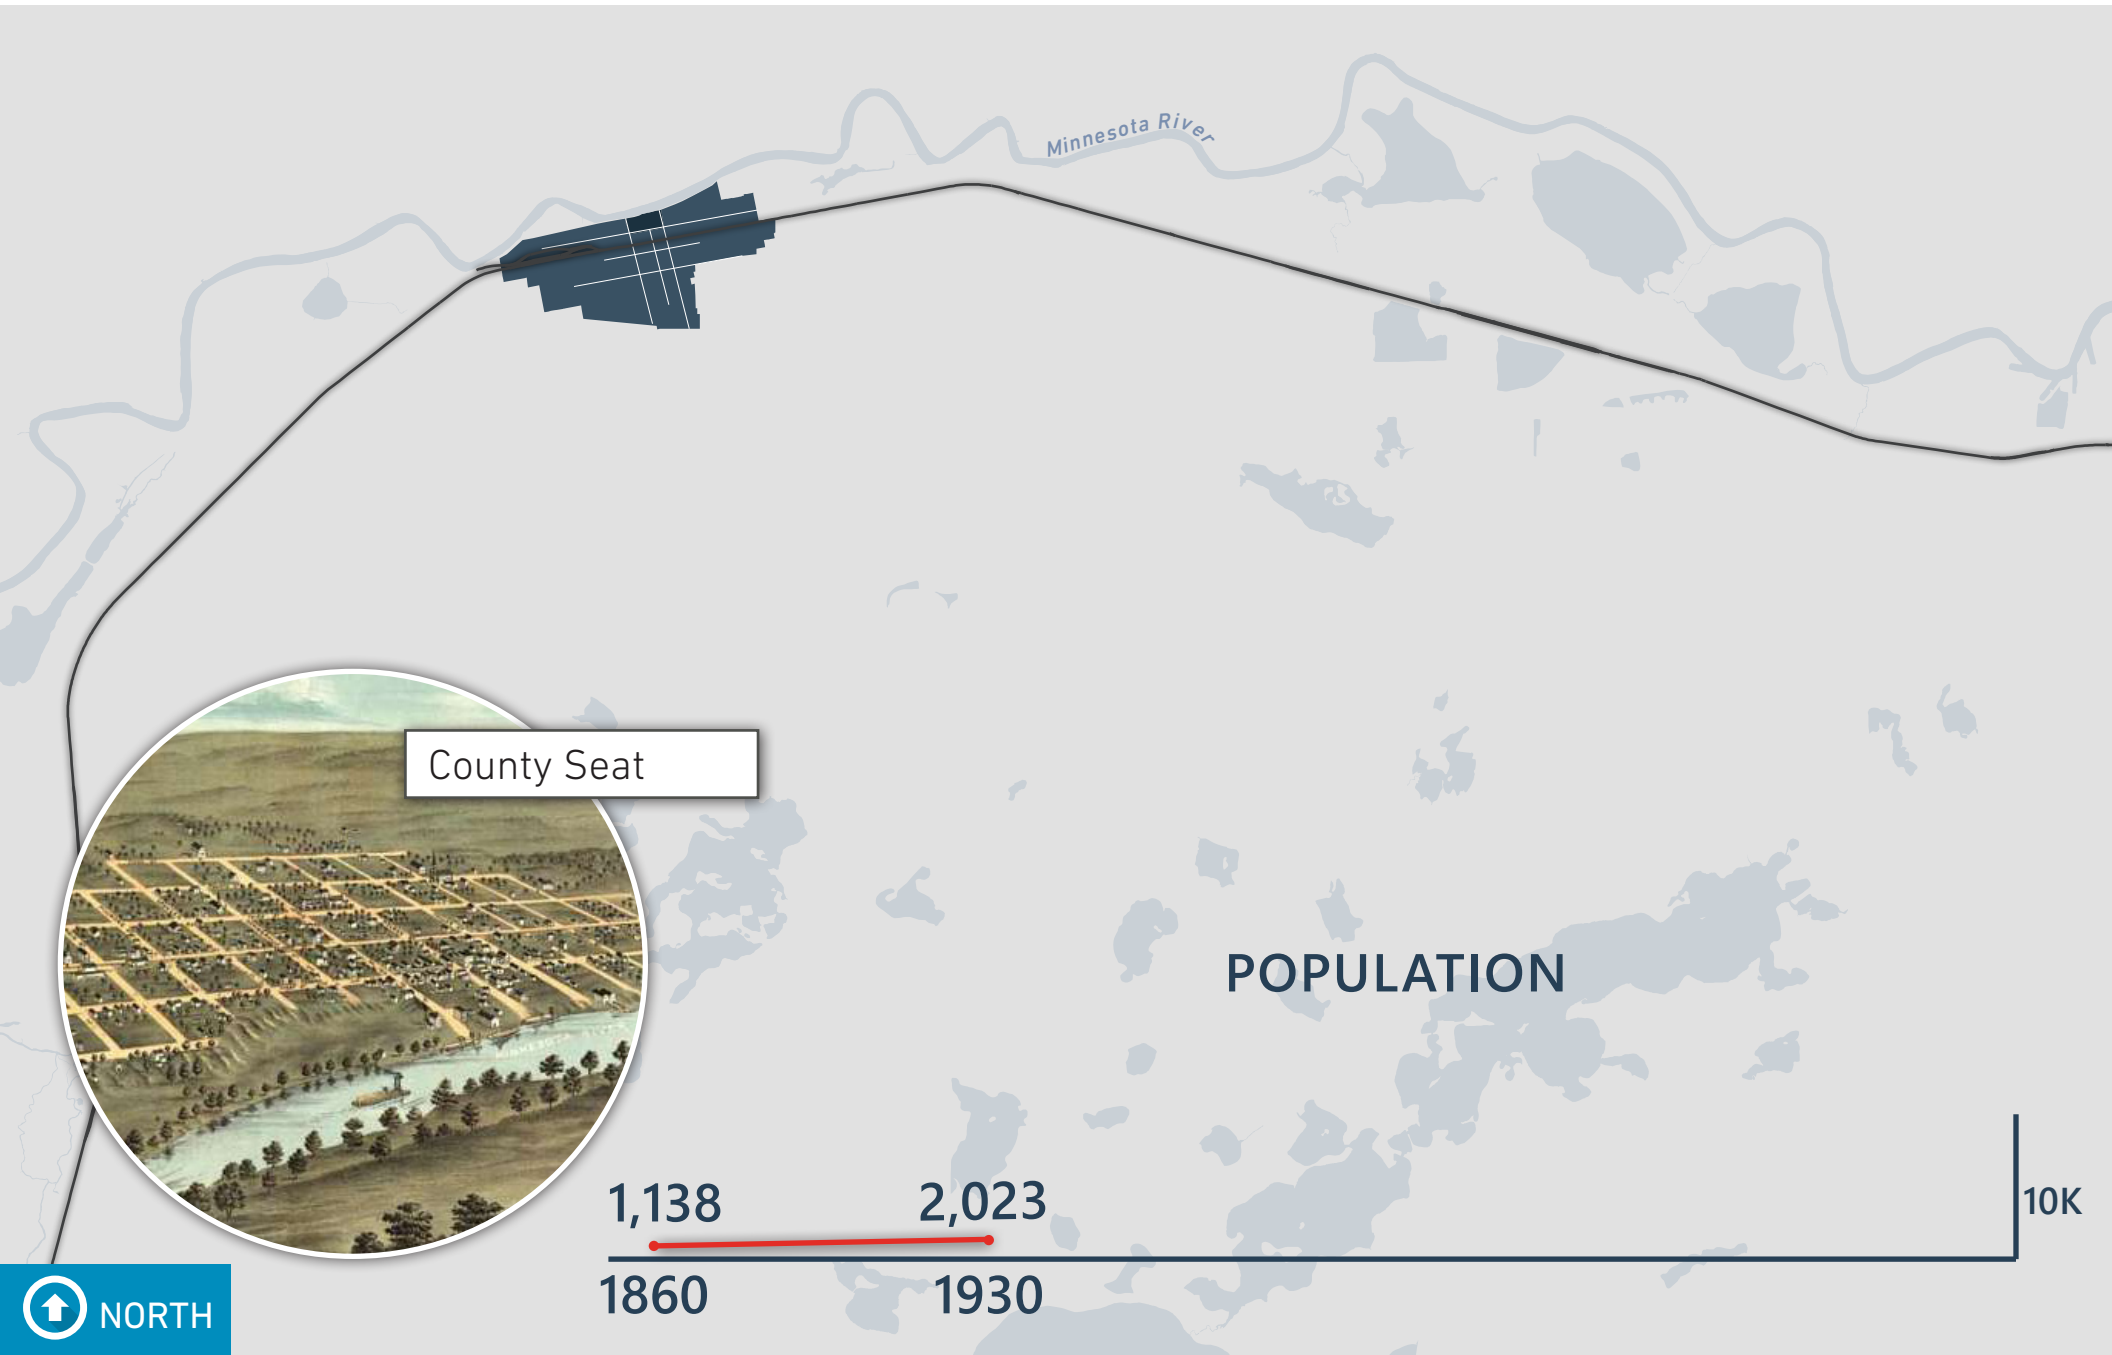 Minnesota River
County Seat
POPULATION
1,138
2,023
10K
1860
1930
NORTH